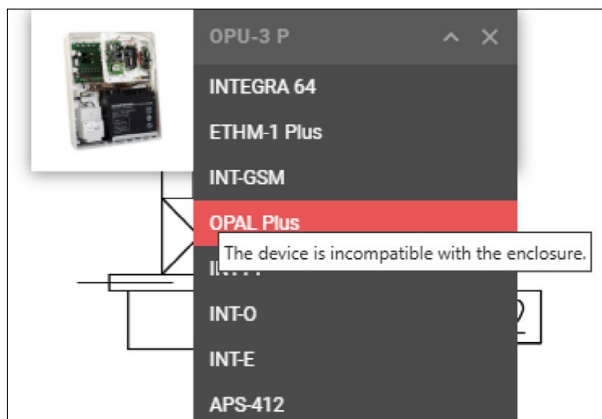 OPU-3 P
INTEGRA 64
ETHM-1 Plus
INT-GSM
OPAL Plus
The device is incompatible with the enclosure.
INT-O
INT-E
APS-412